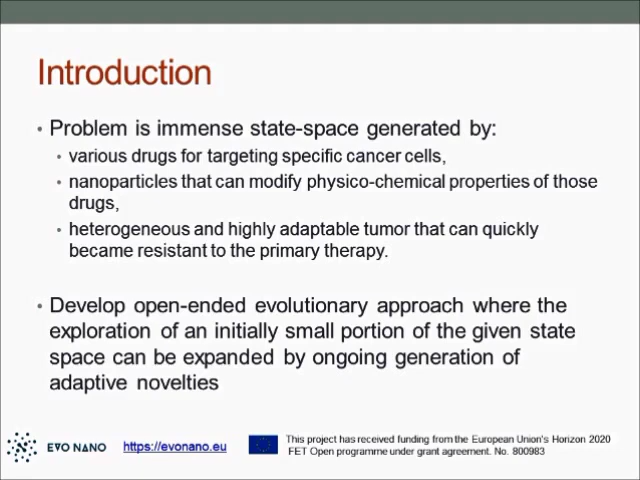 Introduction
• Problem is immense state-space generated by:
• various drugs for targeting specific cancer cells,
• nanoparticles that can modify physico-chemical properties of those
drugs,
• heterogeneous and highly adaptable tumor that can quickly
became resistant to the primary therapy.
• Develop open-ended evolutionary approach where the
exploration of an initially small portion of the given state
space can be expanded by ongoing generation of
adaptive novelties
EVO NANO
https://evonano.eu
This project has received funding from the European Union's Horizon 2020
FET Open programme under grant agreement. No. 800983